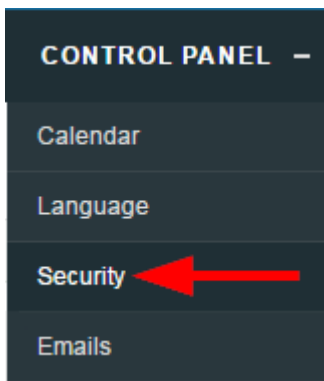 CONTROL PANEL –
Calendar
Language
Security
Emails